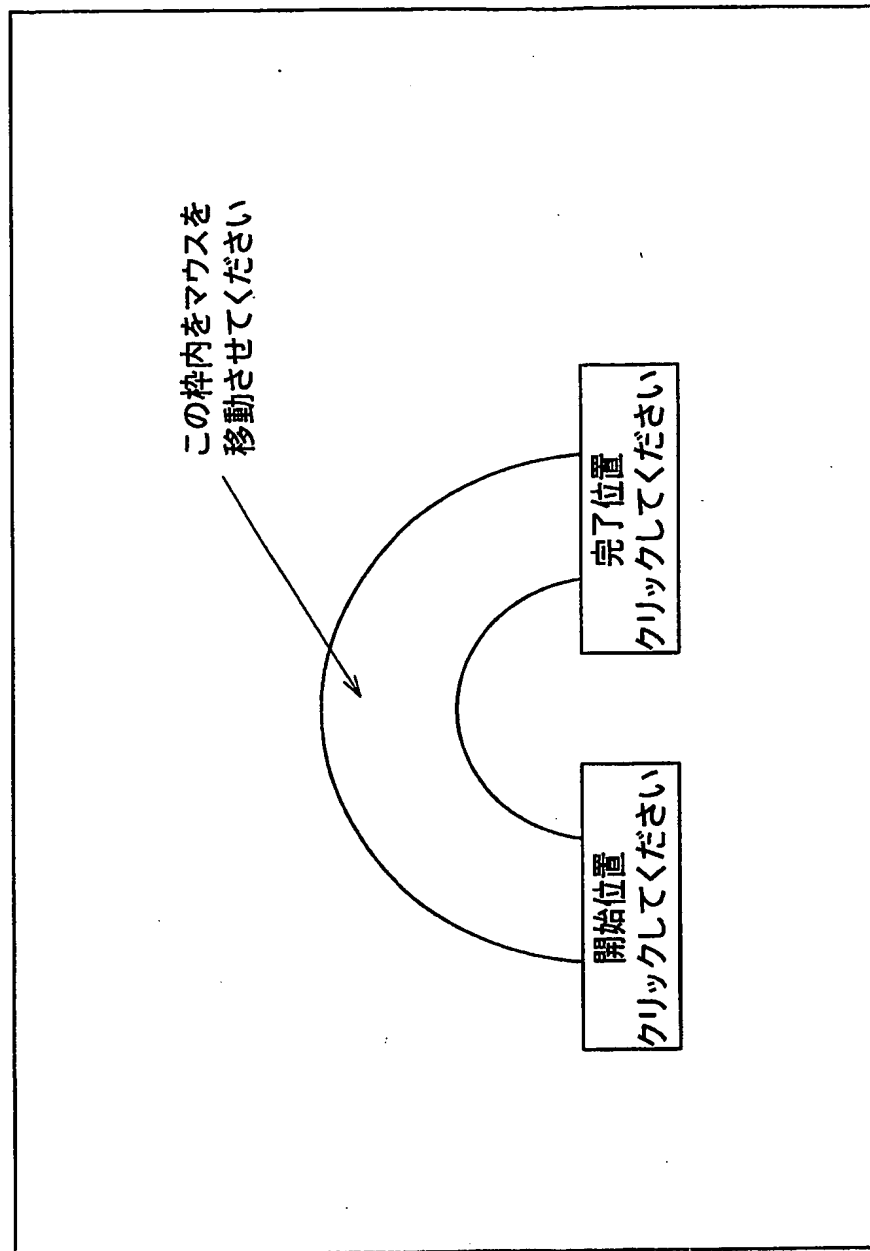 この枠内をマウスを
移動させてください
開始位置
クリックしてください
完了位置
クリックしてください